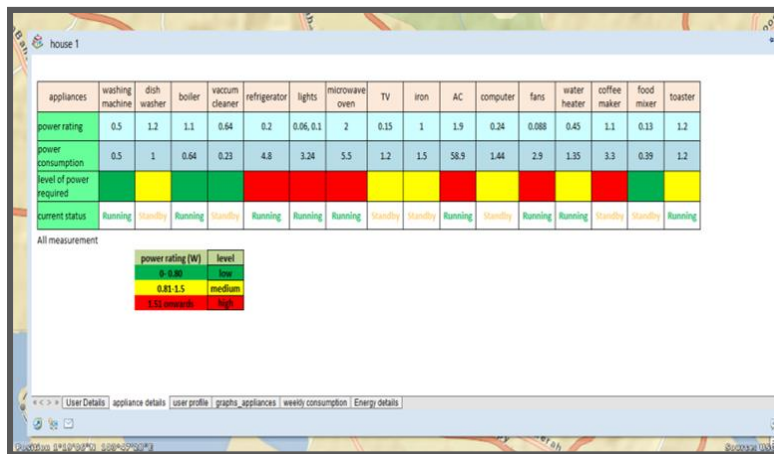 house 1
appliances washing machine dish washer boiler vaccum cleaner refrigerator lights microwave oven TV iron AC computer fans water heater coffee maker food mixer toaster
power rating 0.5 1.2 1.1 0.64 0.2 0.06, 0.1 2 0.15 1 1.9 0.24 0.088 0.45 1.1 0.13 1.2
power consumption 0.5 1 0.64 0.23 4.8 3.24 5.5 1.2 1.5 58.9 1.44 2.9 1.35 3.3 0.39 1.2
level of power required
current status Running Standby Running Standby Running Running Running Standby Standby Running Standby Running Running Standby Standby Running
All measurement
power rating (W) level
0-0.80 low
0.81-1.5 medium
1.51 onwards high
User Details appliance details user profile graphs_appliances weekly consumption Energy details
Position
Source: US